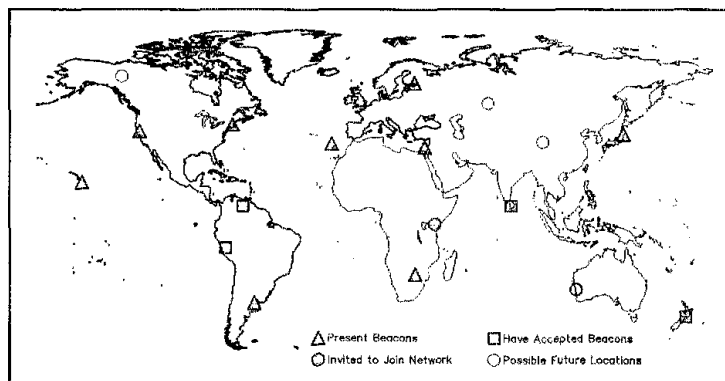 Present Beacons
Have Accepted Beacons
Invited to Join Network
Possible Future Locations